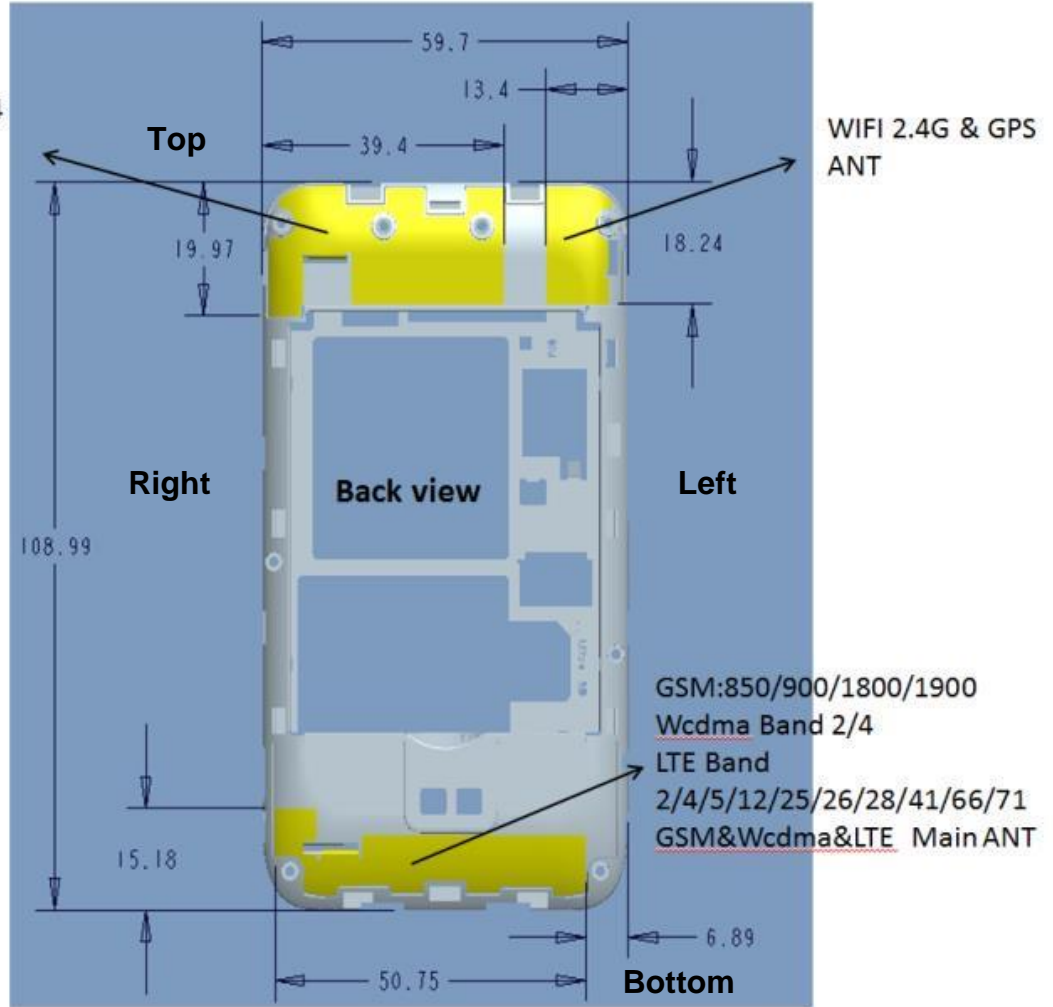 59.7
13.4
Top
39.4
WIFI 2.4G & GPS
ANT
19.97
18.24
Right
Back view
Left
108.99
GSM:850/900/1800/1900
Wcdma Band 2/4
LTE Band
2/4/5/12/25/26/28/41/66/71
GSM&Wcdma&LTE Main ANT
15.18
6.89
50.75
Bottom